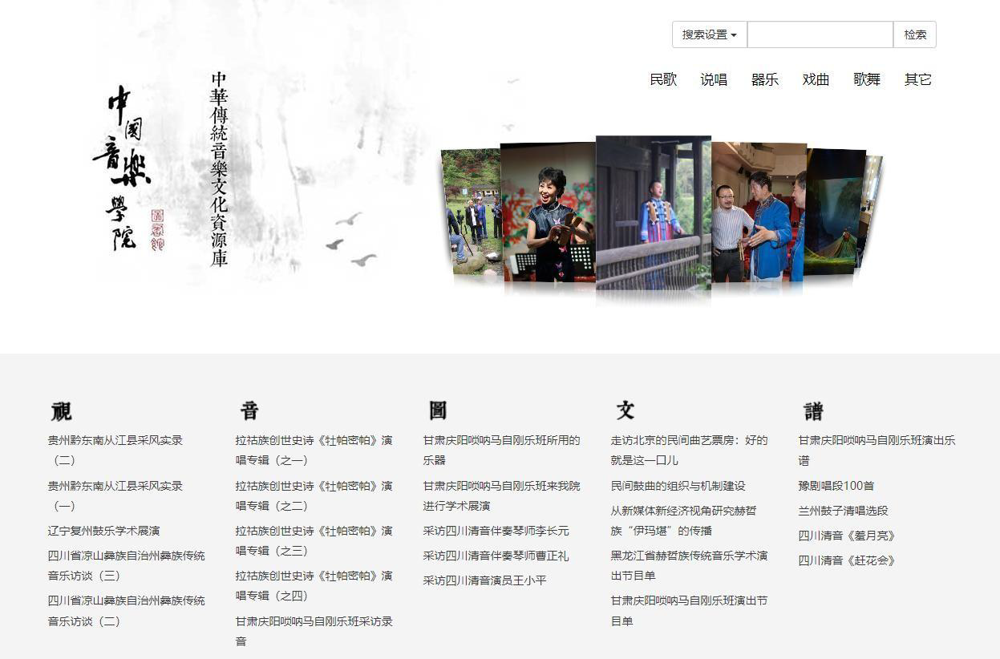 搜索设置
检索
民歌 说唱 器乐 戏曲 歌舞 其它
中國音樂學院
圖書館
中華傳統音樂文化資源庫
視
贵州黔东南从江县采风实录
（二）
贵州黔东南从江县采风实录
（一）
辽宁复州鼓乐学术展演
四川省凉山彝族自治州彝族传统
音乐访谈（三）
四川省凉山彝族自治州彝族传统
音乐访谈（二）
音
拉祜族创世史诗《牡帕密帕》演
唱专辑（之一）
拉祜族创世史诗《牡帕密帕》演
唱专辑（之二）
拉祜族创世史诗《牡帕密帕》演
唱专辑（之三）
拉祜族创世史诗《牡帕密帕》演
唱专辑（之四）
甘肃庆阳唢呐马自刚乐班采访录
音
圖
甘肃庆阳唢呐马自刚乐班所用的
乐器
甘肃庆阳唢呐马自刚乐班来我院
进行学术展演
采访四川清音伴奏琴师李长元
采访四川清音伴奏琴师曹正礼
采访四川清音演员王小平
文
走访北京的民间曲艺票房：好的
就是这一口儿
民间鼓曲的组织与机制建设
从新媒体新经济视角研究赫哲
族“伊玛堪”的传播
黑龙江省赫哲族传统音乐学术演
出节目单
甘肃庆阳唢呐马自刚乐班演出节
目单
譜
甘肃庆阳唢呐马自刚乐班演出乐
谱
豫剧唱段100首
兰州鼓子清唱选段
四川清音《羞月亮》
四川清音《赶花会》